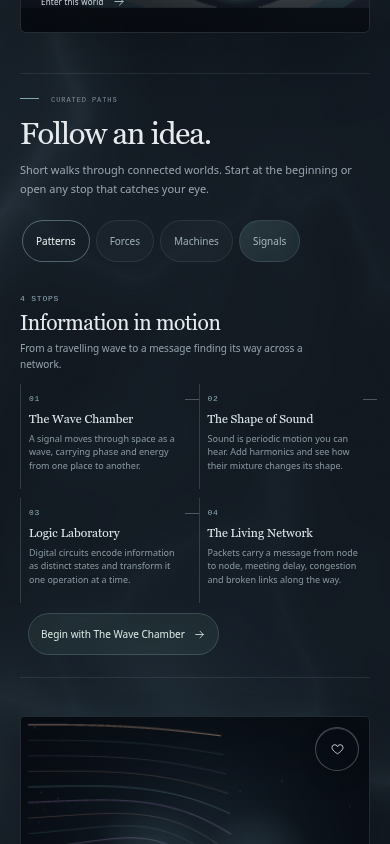 Enter this world →
CURATED PATHS
Follow an idea.
Short walks through connected worlds. Start at the beginning or
open any stop that catches your eye.
Patterns
Forces
Machines
Signals
4 STOPS
Information in motion
From a travelling wave to a message finding its way across a
network.
01
The Wave Chamber
A signal moves through space as a
wave, carrying phase and energy
from one place to another.
02
The Shape of Sound
Sound is periodic motion you can
hear. Add harmonics and see how
their mixture changes its shape.
03
Logic Laboratory
Digital circuits encode information
as distinct states and transform it
one operation at a time.
04
The Living Network
Packets carry a message from node
to node, meeting delay, congestion
and broken links along the way.
Begin with The Wave Chamber →